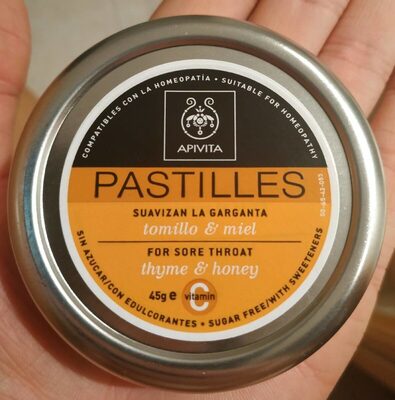 COMPATIBLES CON LA HOMEOPATÍA • SUITABLE FOR HOMEOPATHY
APIVITA
PASTILLES
SUAVIZAN LA GARGANTA
tomillo & miel
FOR SORE THROAT
thyme & honey
45g e
vitamin
C
SIN AZUCAR/CON EDULCORANTES • SUGAR FREE/WITH SWEETENERS